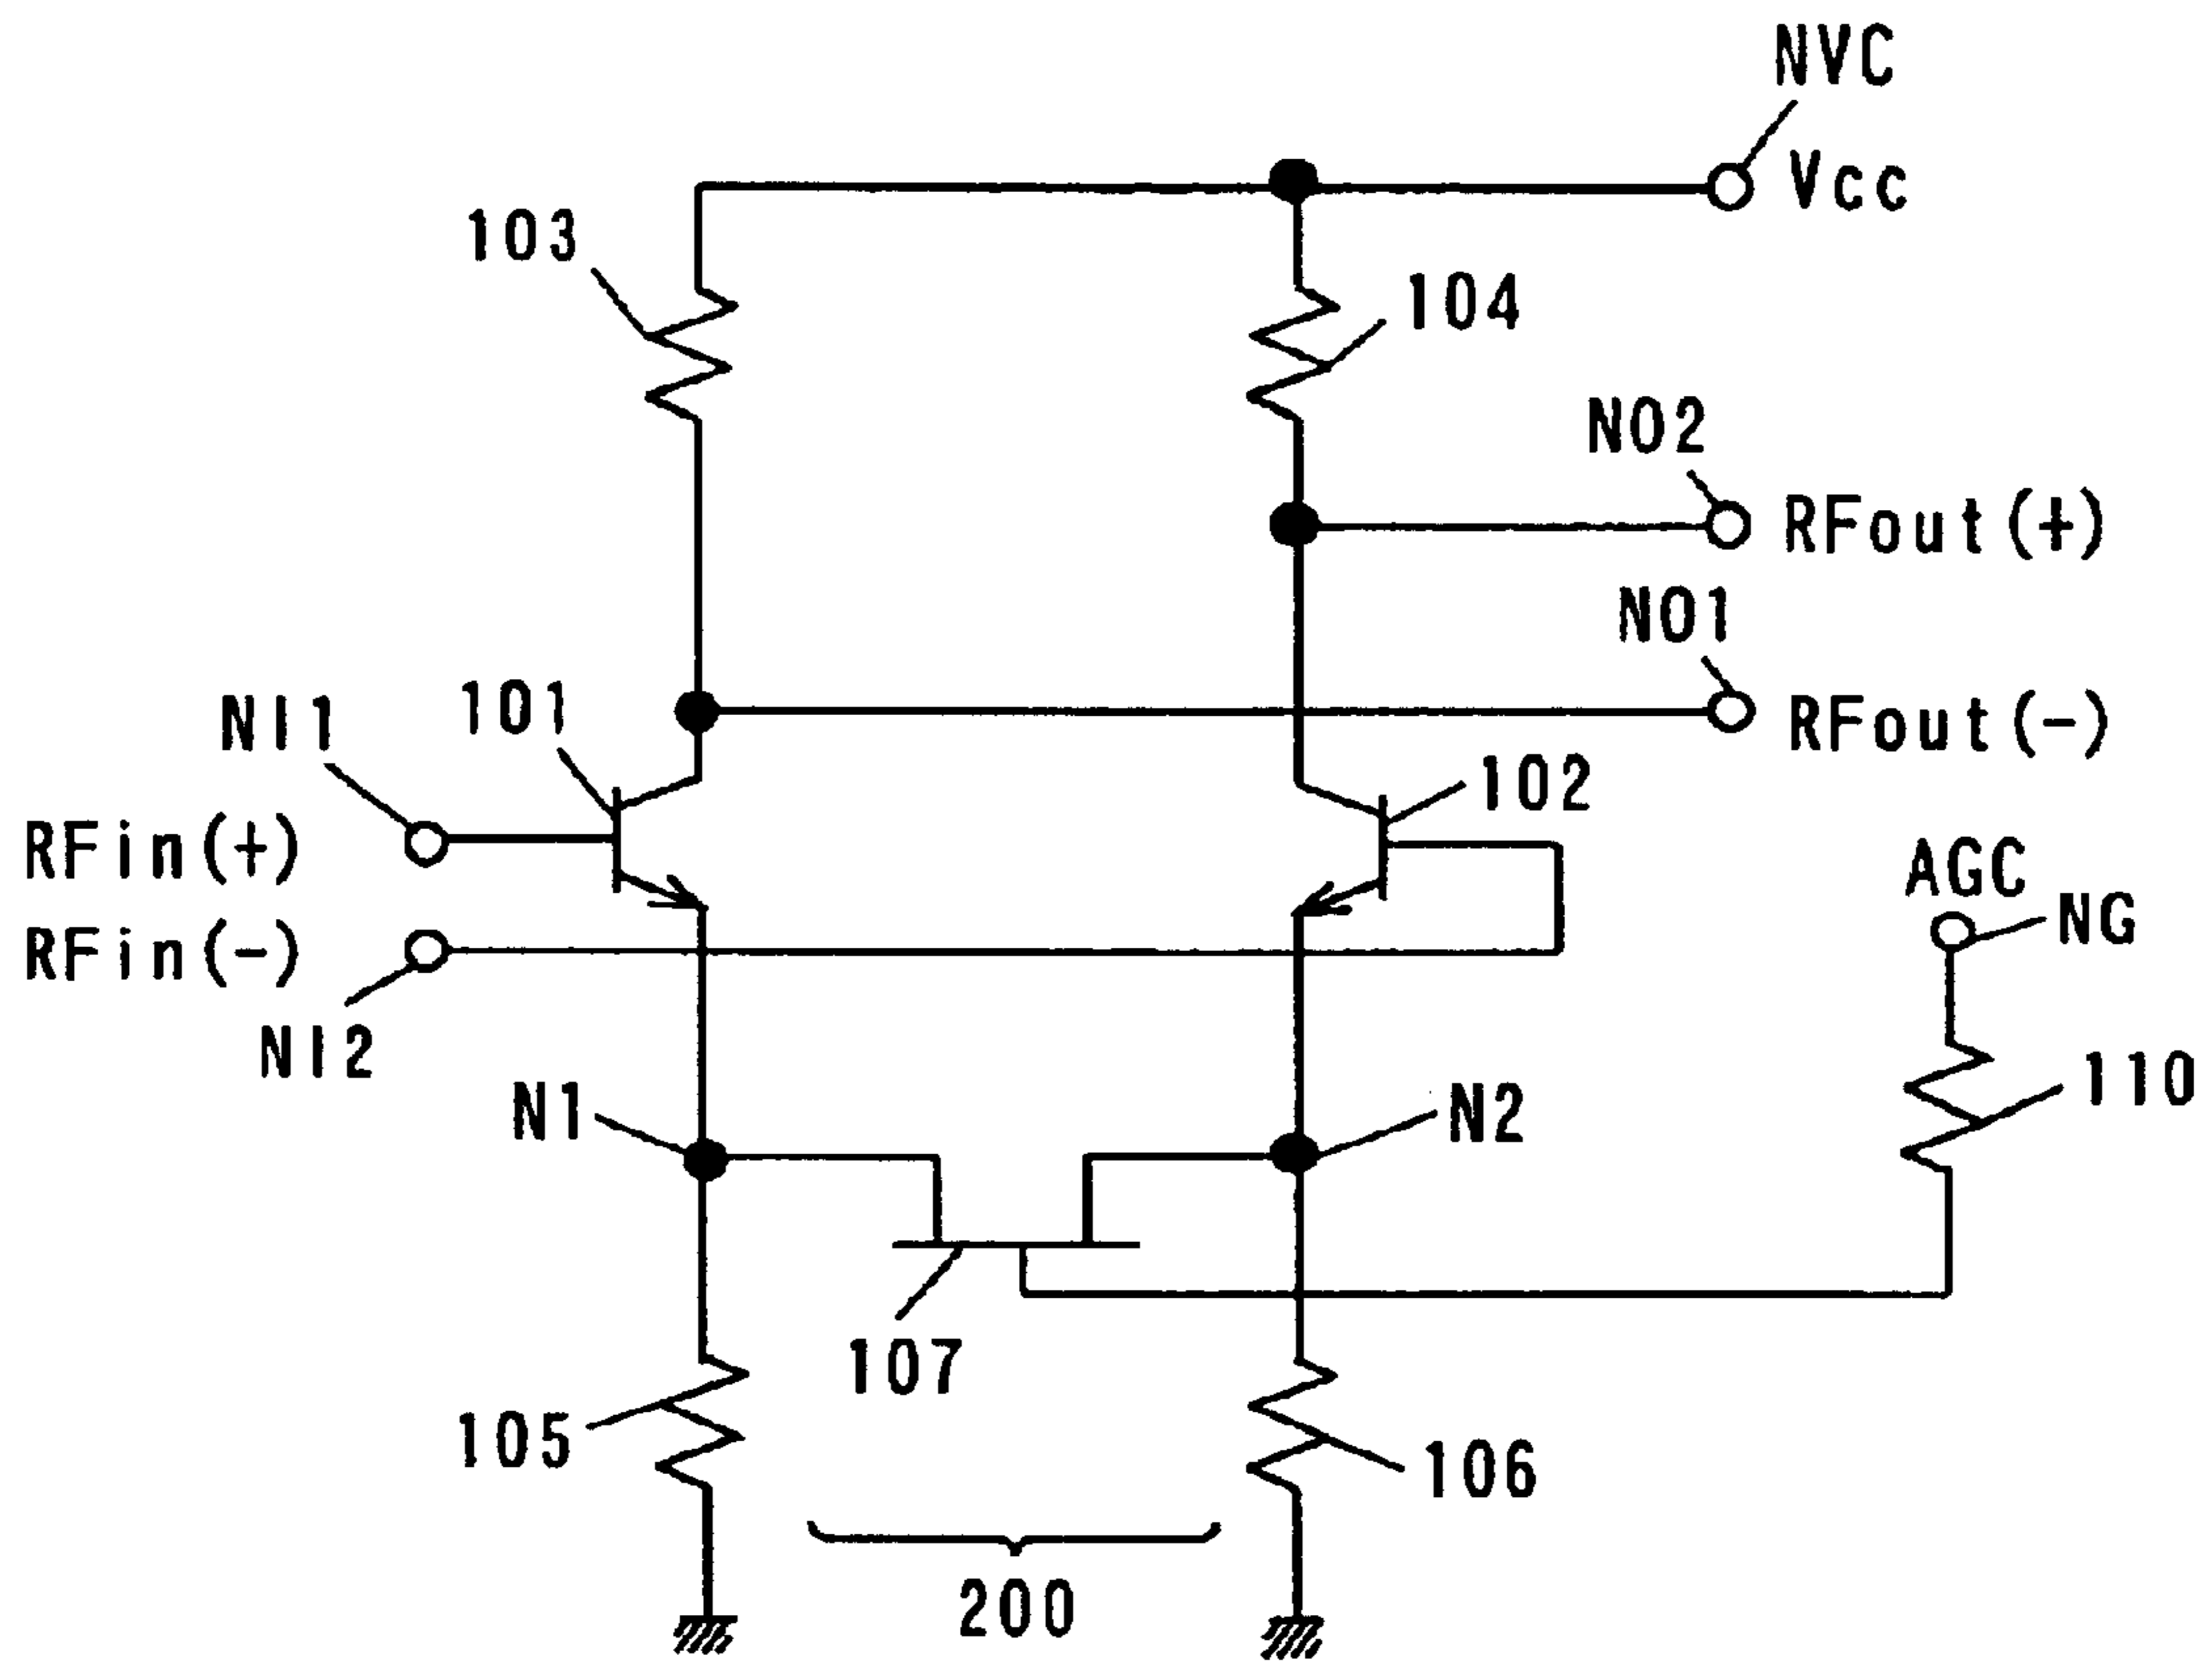 NVC
Vcc
103
104
NO2
RFout(+)
NO1
RFout(-)
101
NI1
102
RFin(+)
AGC
NG
RFin(-)
NI2
110
N1
N2
107
105
106
200